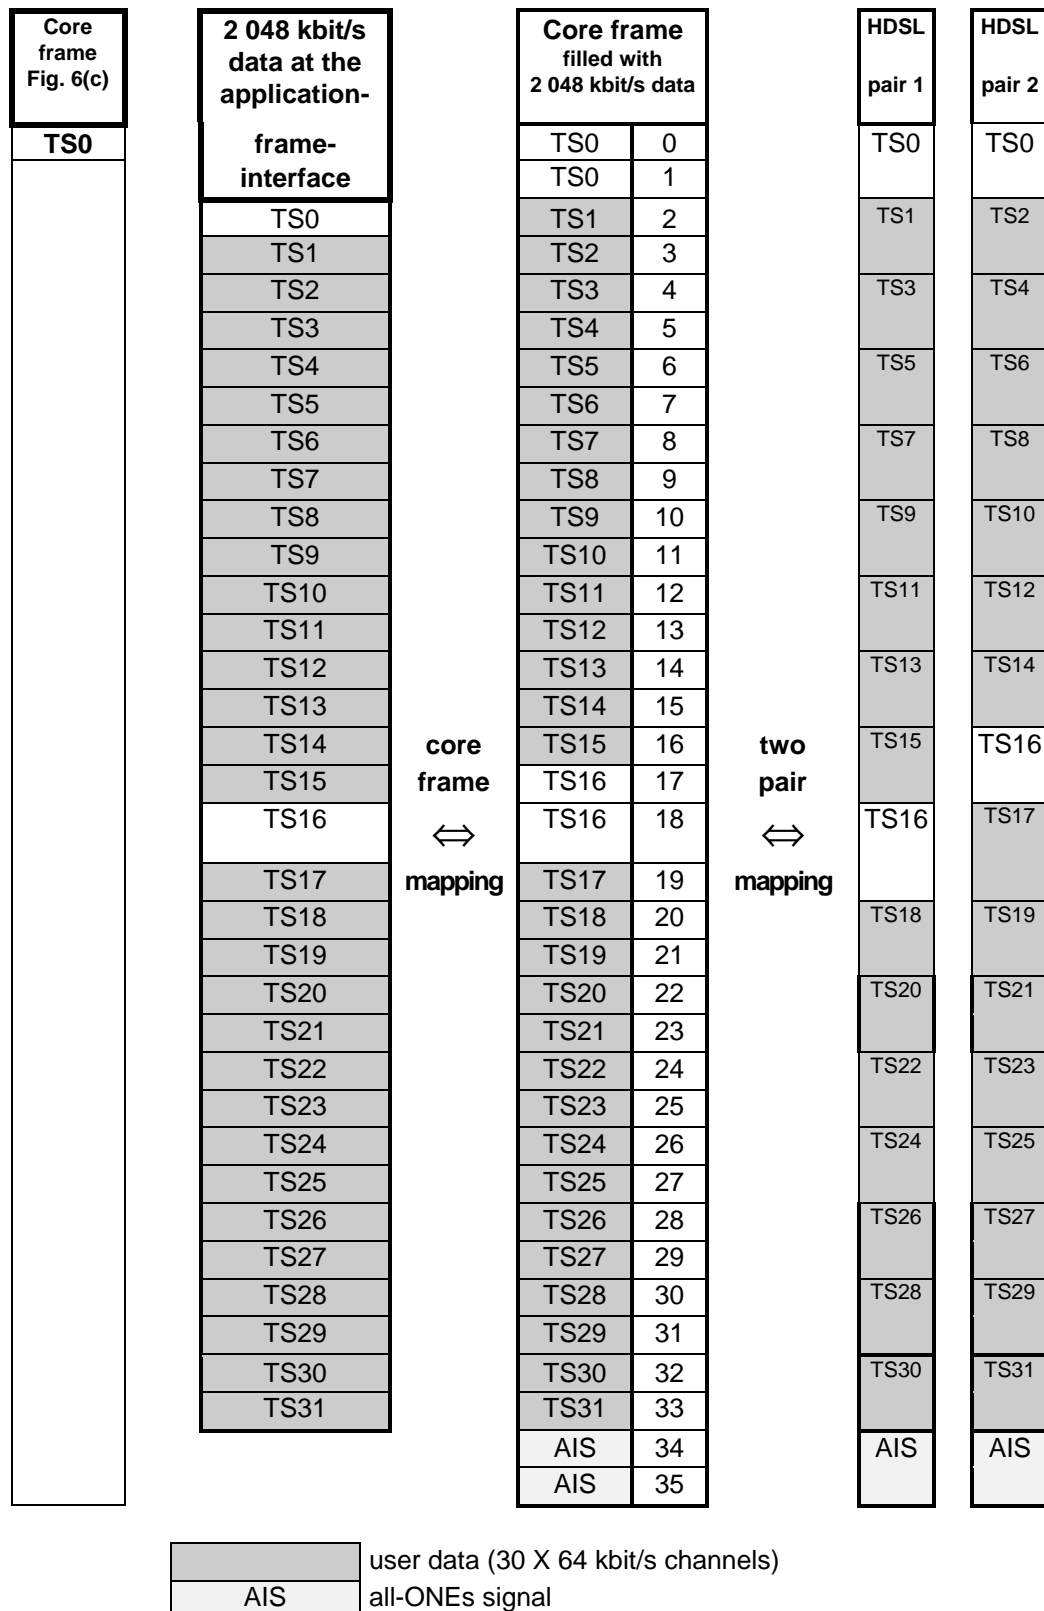 Core frame Fig. 6(c)
2 048 kbit/s data at the application-frame-interface
Core frame filled with 2 048 kbit/s data
HDSL pair 1
HDSL pair 2
TS0 TS0 0 TS0 TS0
TS0 1
TS0 TS1 2 TS1 TS2
TS1 TS2 3
TS2 TS3 4 TS3 TS4
TS3 TS4 5
TS4 TS5 6 TS5 TS6
TS5 TS6 7
TS6 TS7 8 TS7 TS8
TS7 TS8 9
TS8 TS9 10 TS9 TS10
TS9 TS10 11
TS10 TS11 12 TS11 TS12
TS11 TS12 13
TS12 TS13 14 TS13 TS14
TS13 TS14 15
TS14 core TS15 16 two TS15 TS16
TS15 frame TS16 17 pair
TS16 ⇔ TS16 18 ⇔ TS16 TS17
TS17 mapping TS17 19 mapping
TS18 TS18 20 TS18 TS19
TS19 TS19 21
TS20 TS20 22 TS20 TS21
TS21 TS21 23
TS22 TS22 24 TS22 TS23
TS23 TS23 25
TS24 TS24 26 TS24 TS25
TS25 TS25 27
TS26 TS26 28 TS26 TS27
TS27 TS27 29
TS28 TS28 30 TS28 TS29
TS29 TS29 31
TS30 TS30 32 TS30 TS31
TS31 TS31 33
AIS 34 AIS AIS
AIS 35
user data (30 X 64 kbit/s channels)
AIS all-ONEs signal